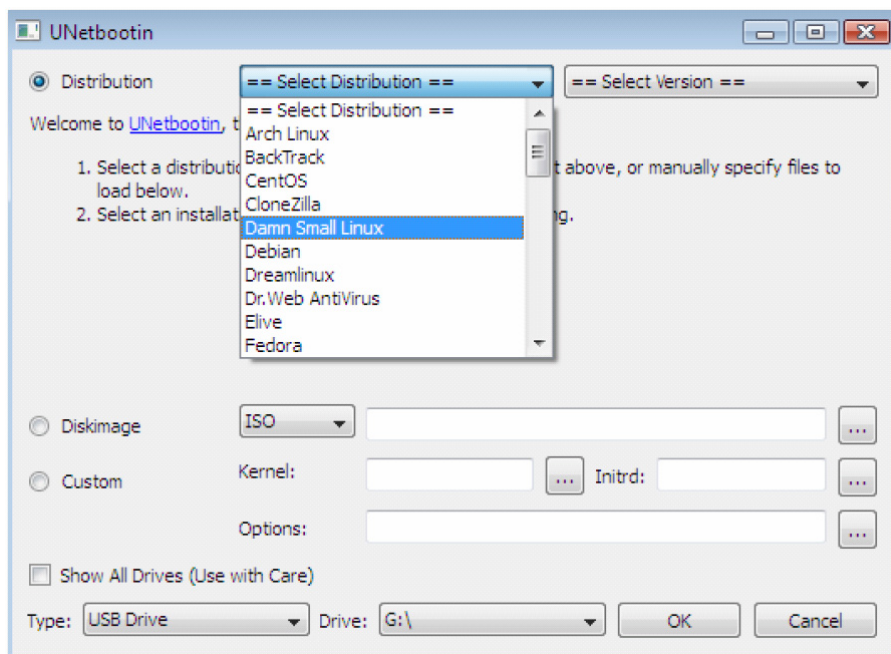 UNetbootin
Distribution == Select Distribution == == Select Version ==
== Select Distribution ==
Arch Linux
BackTrack
CentOS
CloneZilla
Damn Small Linux
Debian
Dreamlinux
Dr.Web AntiVirus
Elive
Fedora
Welcome to UNetbootin, t
1. Select a distributi t above, or manually specify files to
load below.
2. Select an installat ng.
Diskimage ISO ...
Custom Kernel: ... Initrd: ...
Options: ...
Show All Drives (Use with Care)
Type: USB Drive Drive: G:\ OK Cancel